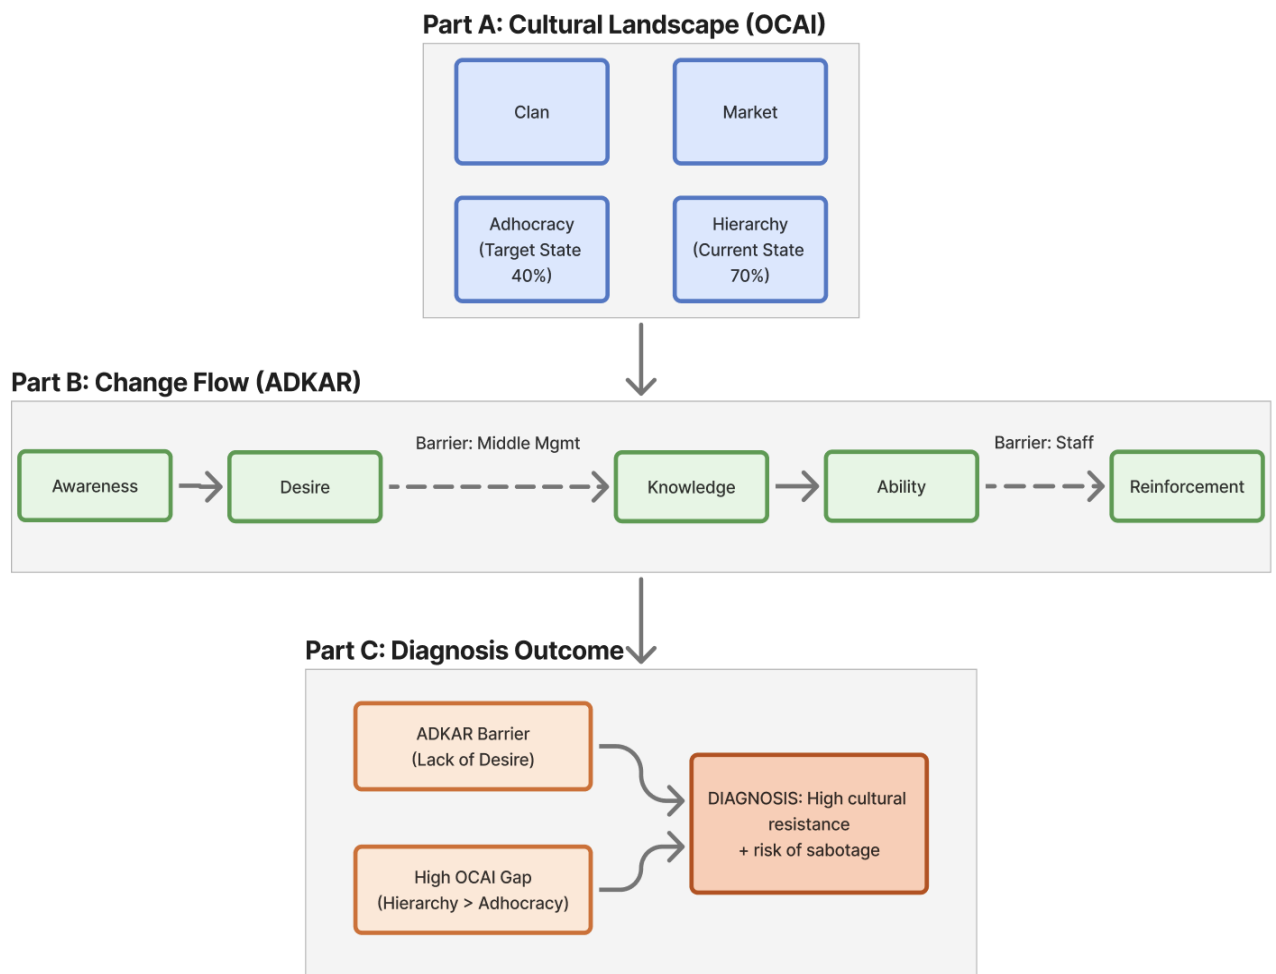 Part A: Cultural Landscape (OCAI)
Clan
Market
Adhocracy
(Target State
40%)
Hierarchy
(Current State
70%)
Part B: Change Flow (ADKAR)
Awareness
Desire
Barrier: Middle Mgmt
Knowledge
Ability
Barrier: Staff
Reinforcement
Part C: Diagnosis Outcome
ADKAR Barrier
(Lack of Desire)
High OCAI Gap
(Hierarchy > Adhocracy)
DIAGNOSIS: High cultural
resistance
+ risk of sabotage